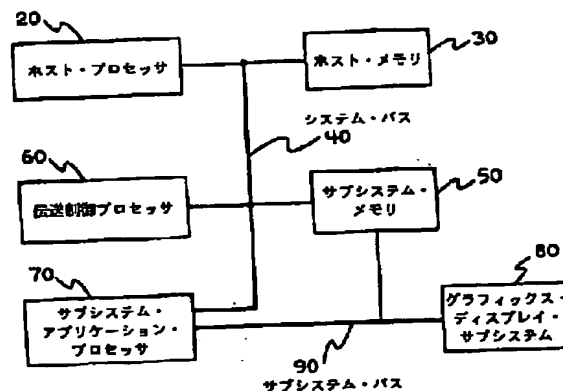 20
ホスト・プロセッサ
30
ホスト・メモリ
システム・バス
40
60
伝送制御プロセッサ
50
サブシステム・
メモリ
70
サブシステム・
アプリケーション・
プロセッサ
80
グラフィックス・
ディスプレイ・
サブシステム
90
サブシステム・バス